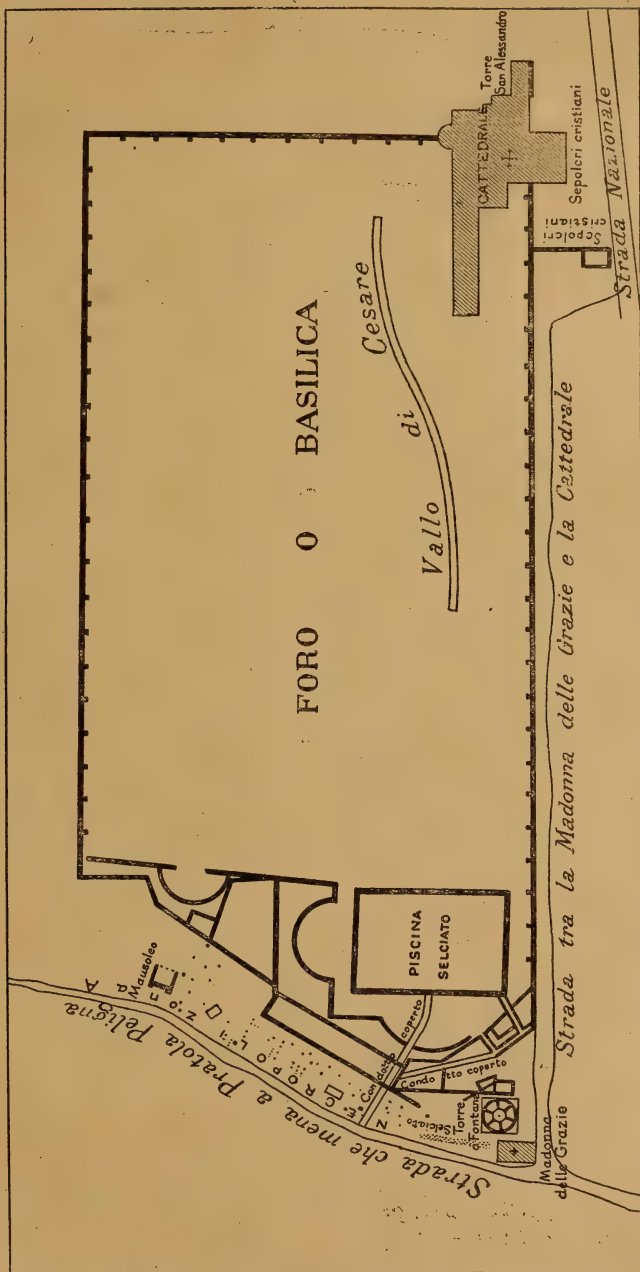 Torre
San Alessandro
CATTEDRALE
Sepolcri cristiani
Sepolcri
cristiani
Strada Nazionale
FORO O BASILICA
Vallo di Cesare
Strada tra la Madonna delle Grazie e la Cattedrale
PISCINA
SELCIATO
Mausoleo
NECROPOLI
Strada che mena a Pratola Peligna
Condotto coperto
Condotto coperto
Selciato
Torre
o Fontana
Madonna
delle Grazie